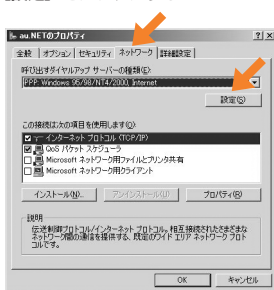 au.NETのプロパティ
全般 オプション セキュリティ ネットワーク 詳細設定
呼び出すダイヤルアップ サーバーの種類(E):
PPP: Windows 95/98/NT4/2000, Internet
設定(S)
この接続は次の項目を使用します(O):
インターネット プロトコル (TCP/IP)
QoS パケット スケジューラ
Microsoft ネットワーク用ファイルとプリンタ共有
Microsoft ネットワーク用クライアント
インストール(N)... アンインストール(U) プロパティ(R)
説明
伝送制御プロトコル/インターネット プロトコル。相互接続されたさまざまな
ネットワーク間の通信を提供する、既定のワイド エリア ネットワーク プロト
コルです。
OK キャンセル